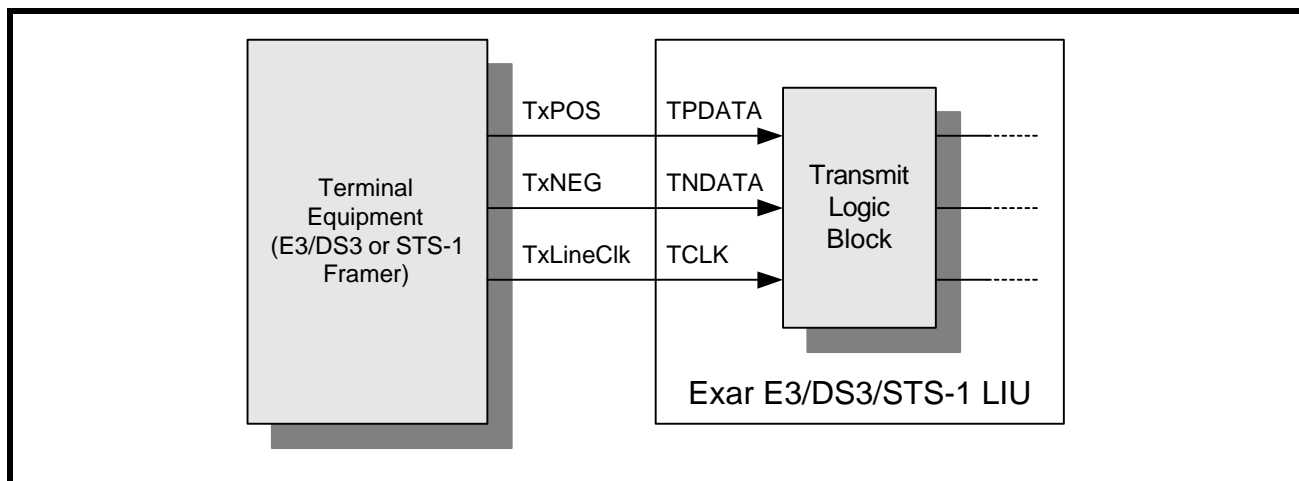 TxPOS
TPDATA
TxNEG
TNDATA
TxLineClk
TCLK
Terminal
Equipment
(E3/DS3 or STS-1
Framer)
Transmit
Logic
Block
Exar E3/DS3/STS-1 LIU